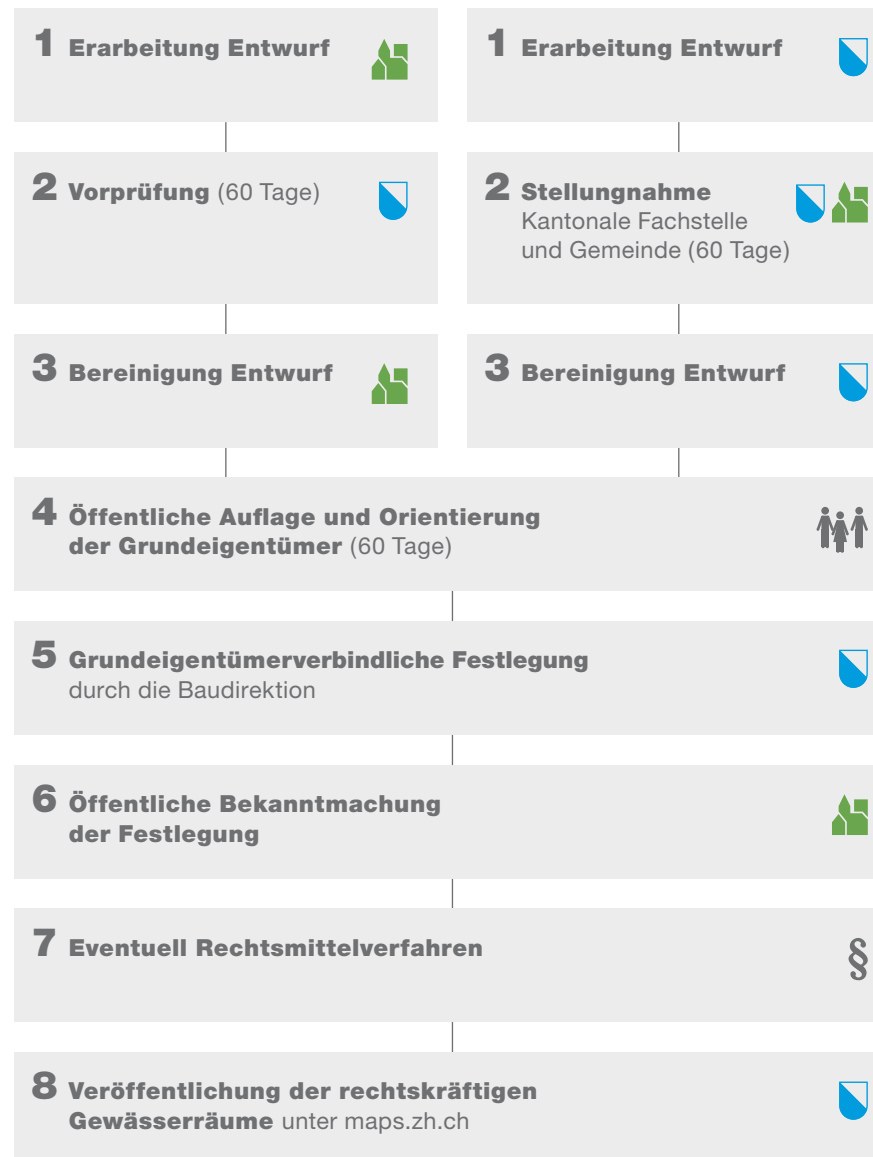 1 Erarbeitung Entwurf
1 Erarbeitung Entwurf
2 Vorprüfung (60 Tage)
2 Stellungnahme
Kantonale Fachstelle
und Gemeinde (60 Tage)
3 Bereinigung Entwurf
3 Bereinigung Entwurf
4 Öffentliche Auflage und Orientierung
der Grundeigentümer (60 Tage)
5 Grundeigentümerverbindliche Festlegung
durch die Baudirektion
6 Öffentliche Bekanntmachung
der Festlegung
7 Eventuell Rechtsmittelverfahren
§
8 Veröffentlichung der rechtskräftigen
Gewässerräume unter maps.zh.ch